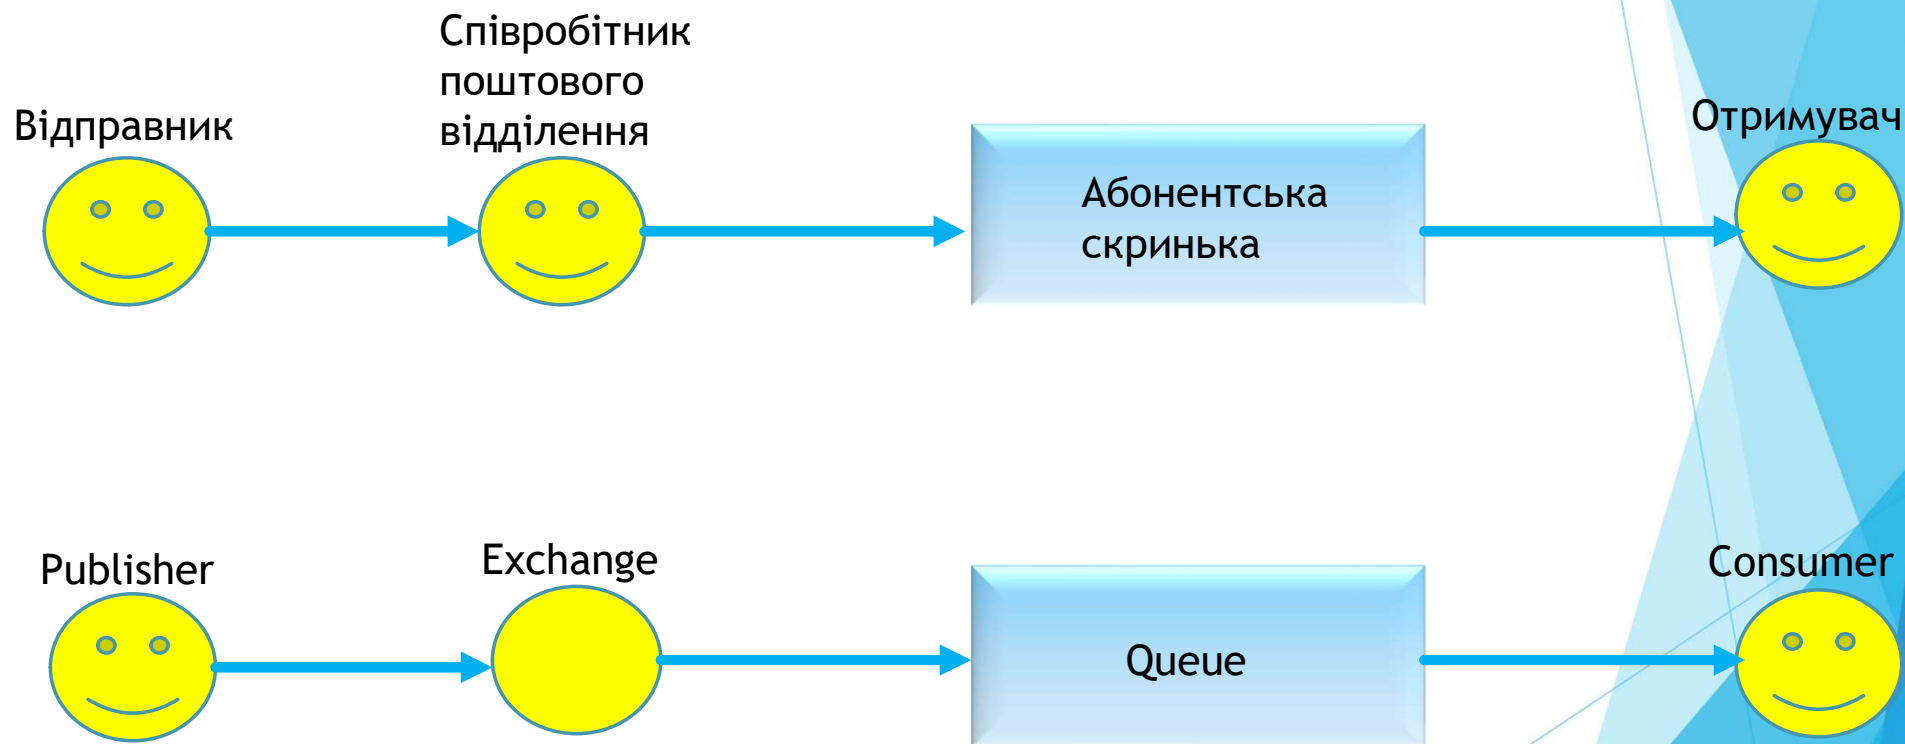 Відправник
Співробітник
поштового
відділення
Абонентська
скринька
Отримувач
Publisher
Exchange
Queue
Consumer